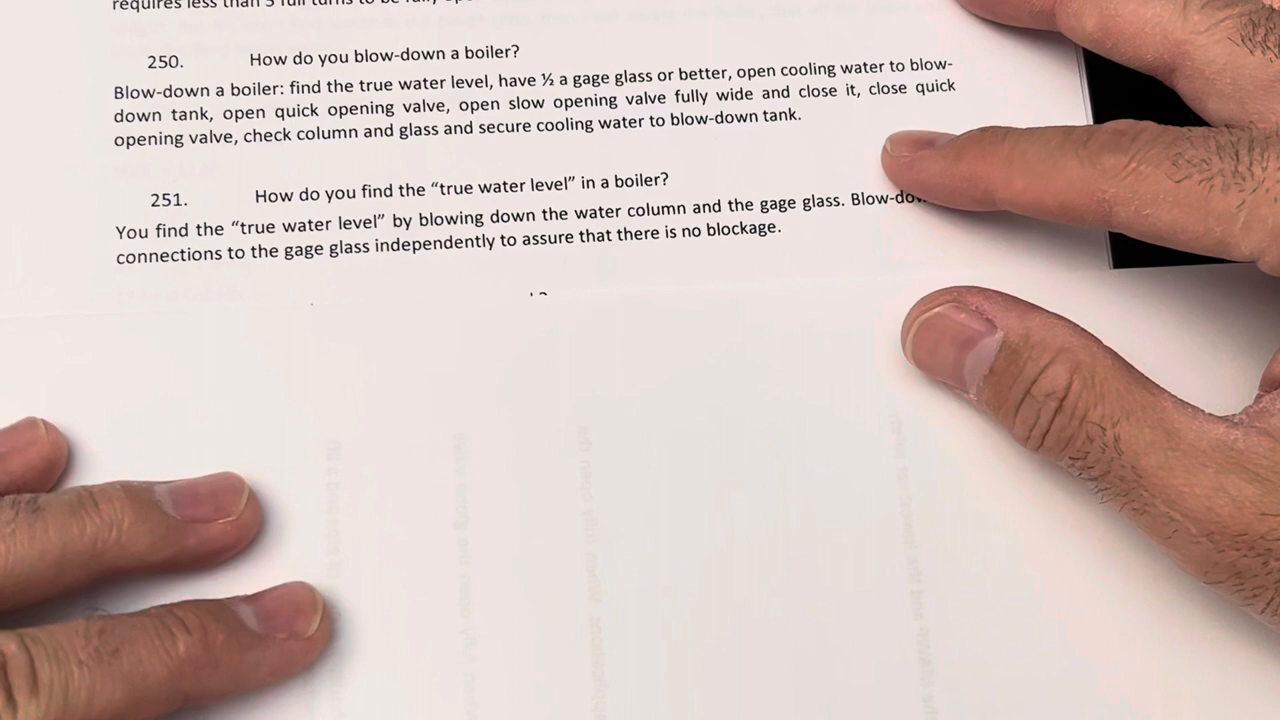 requires less than 5 full turns to be fully
250. How do you blow-down a boiler?
Blow-down a boiler: find the true water level, have ½ a gage glass or better, open cooling water to blow-
down tank, open quick opening valve, open slow opening valve fully wide and close it, close quick
opening valve, check column and glass and secure cooling water to blow-down tank.
251. How do you find the “true water level” in a boiler?
You find the “true water level” by blowing down the water column and the gage glass.
connections to the gage glass independently to assure that there is no blockage.